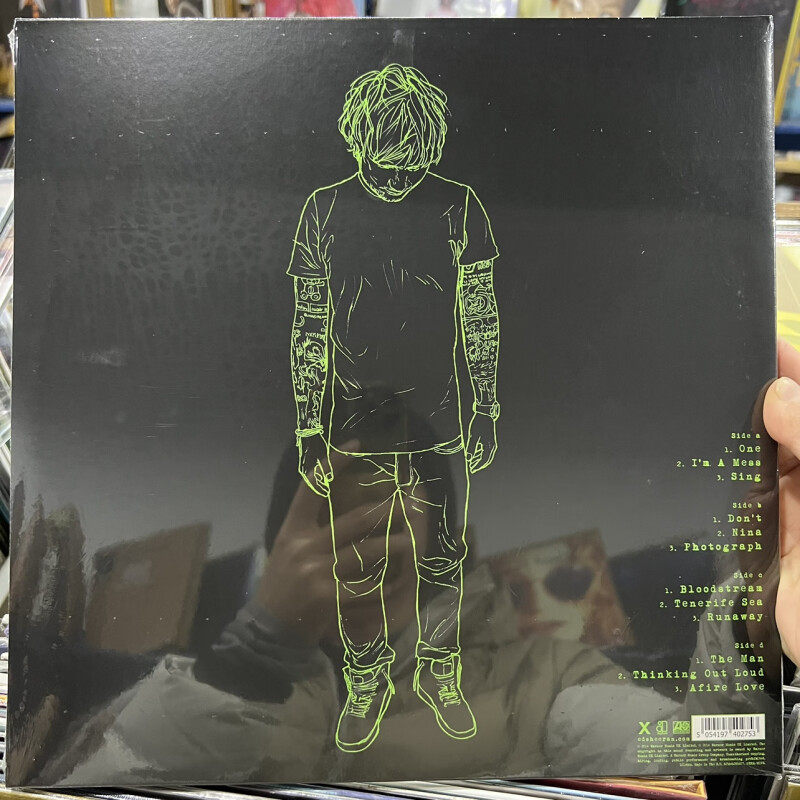 Side a
1. One
2. I'm A Mess
3. Sing
Side b
1. Don't
2. Nina
3. Photograph
Side c
1. Bloodstream
2. Tenerife Sea
3. Runaway
Side d
1. The Man
2. Thinking Out Loud
3. Afire Love
edsheeran.com
5 054197 402753